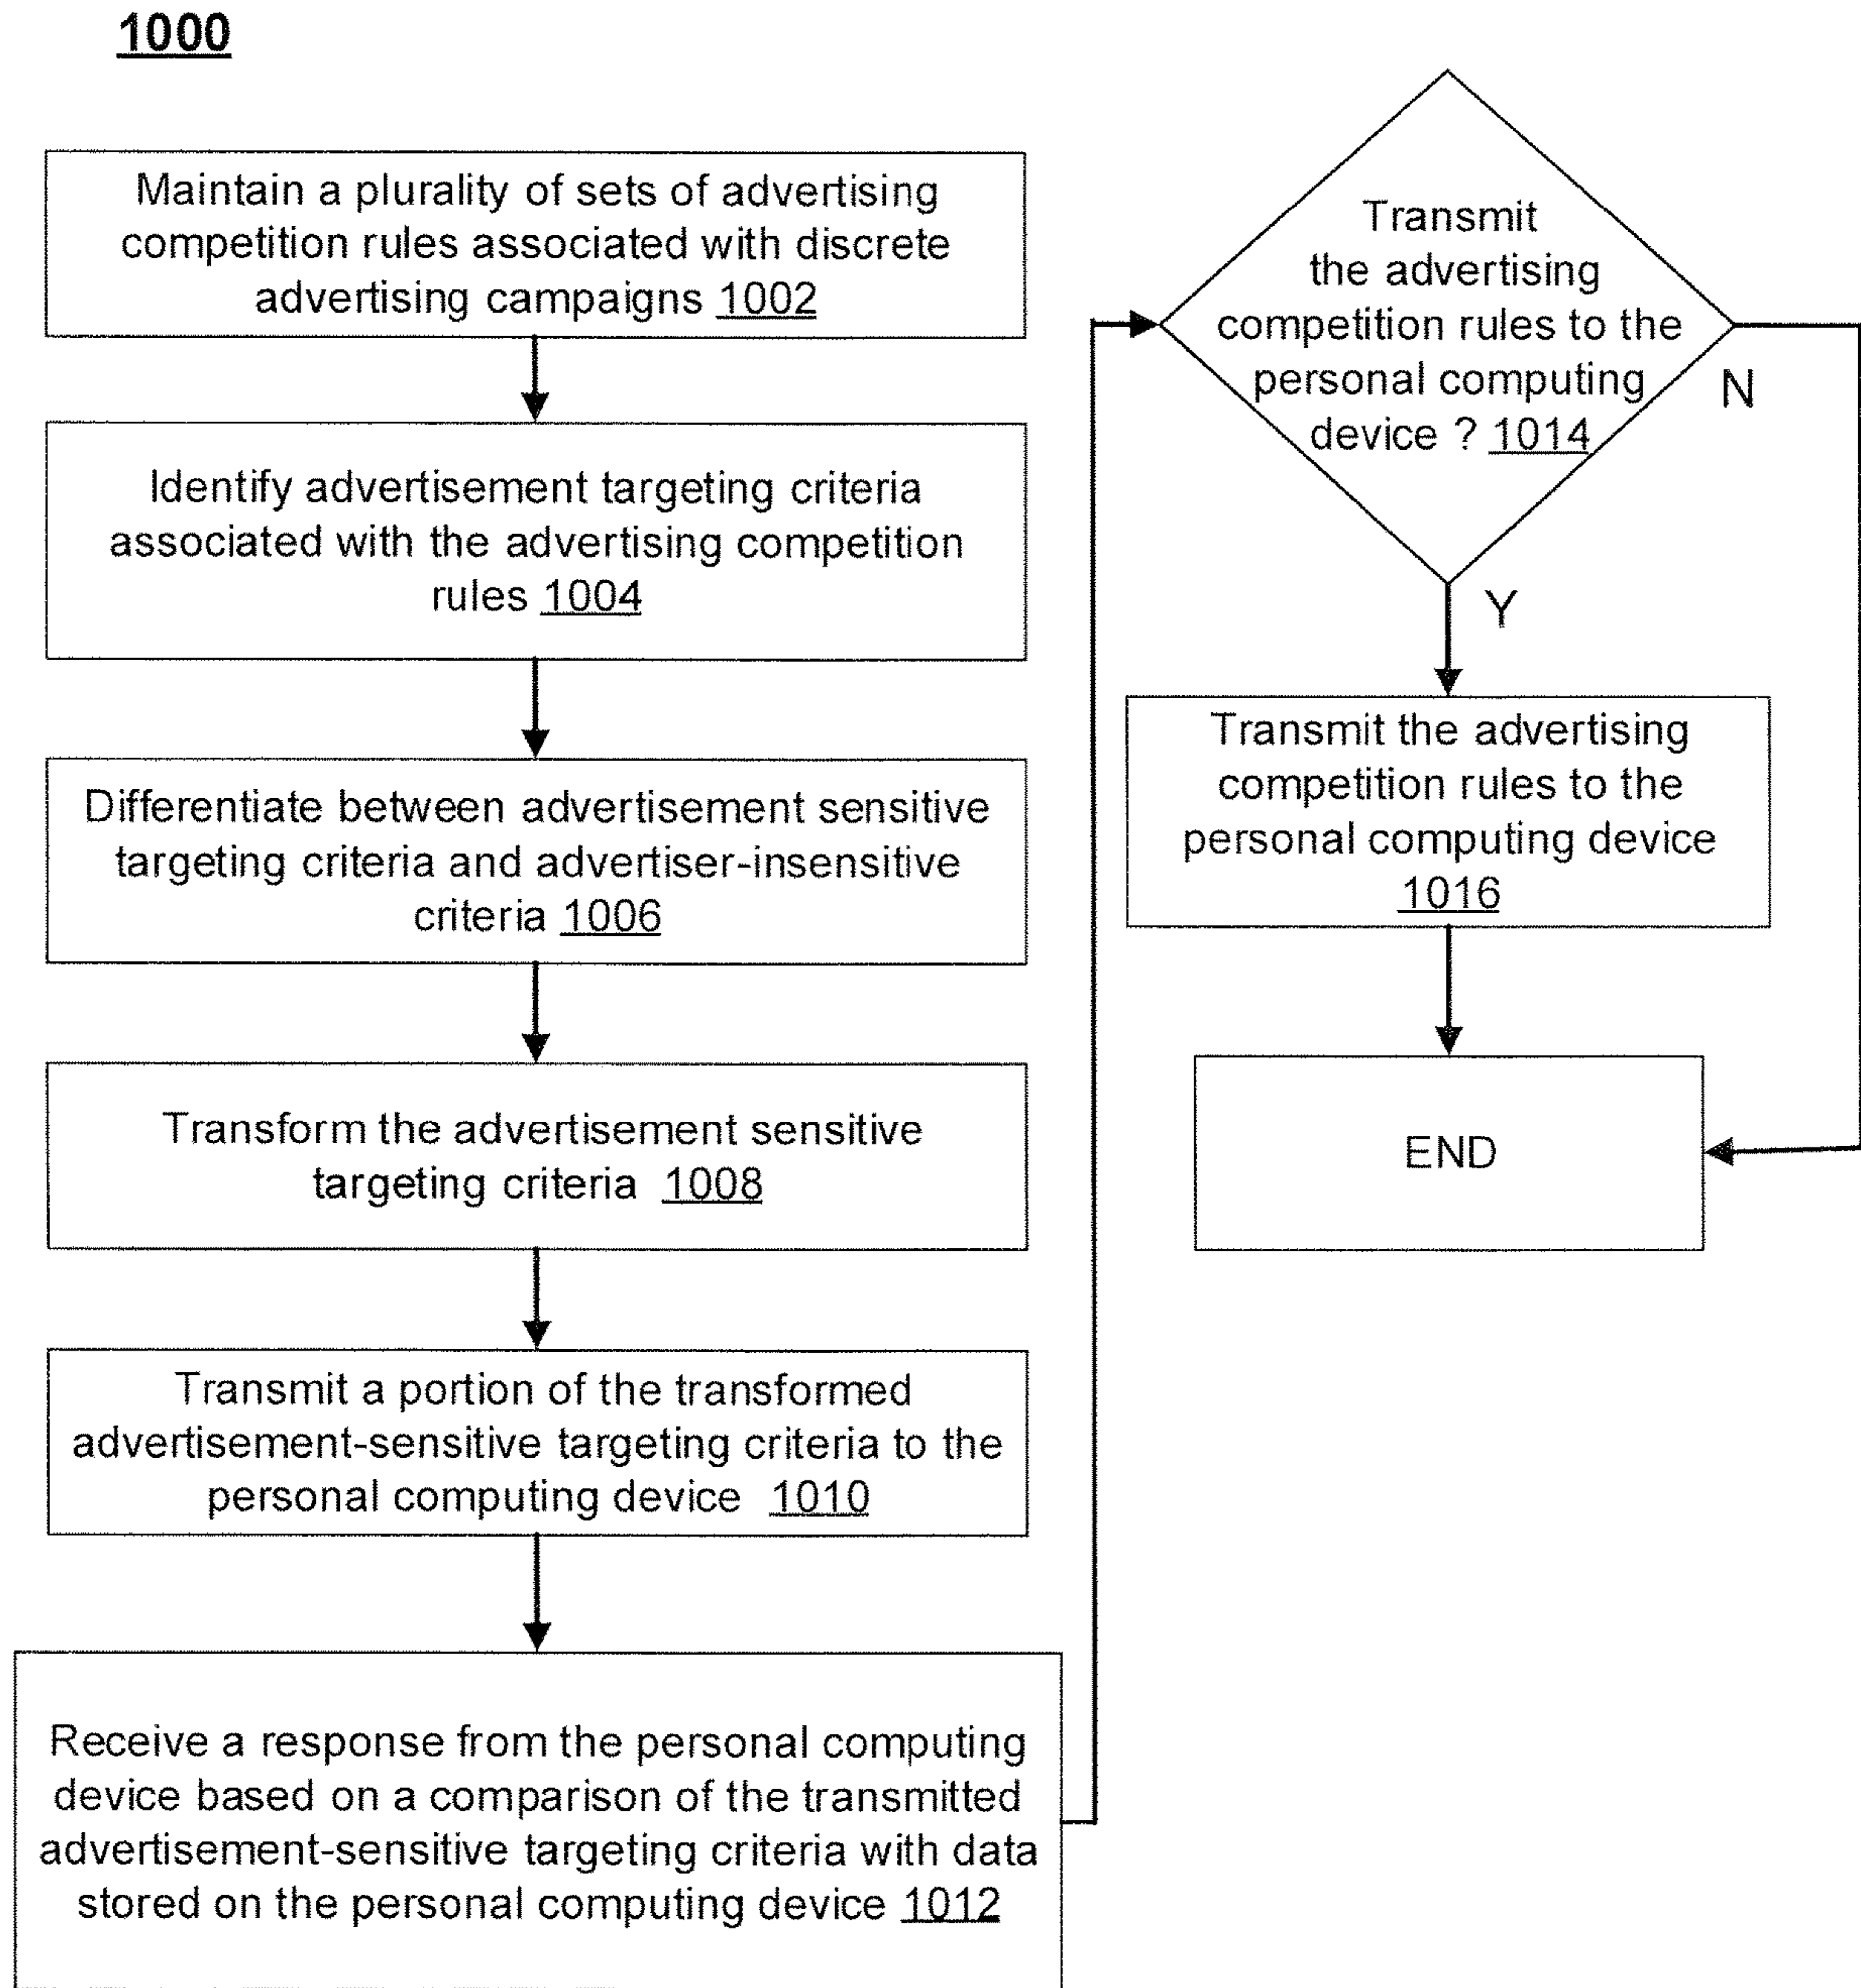 1000
Maintain a plurality of sets of advertising
competition rules associated with discrete
advertising campaigns 1002
Identify advertisement targeting criteria
associated with the advertising competition
rules 1004
Differentiate between advertisement sensitive
targeting criteria and advertiser-insensitive
criteria 1006
Transform the advertisement sensitive
targeting criteria 1008
Transmit a portion of the transformed
advertisement-sensitive targeting criteria to the
personal computing device 1010
Receive a response from the personal computing
device based on a comparison of the transmitted
advertisement-sensitive targeting criteria with data
stored on the personal computing device 1012
Transmit
the advertising
competition rules to the
personal computing
device ? 1014
N
Y
Transmit the advertising
competition rules to the
personal computing device
1016
END